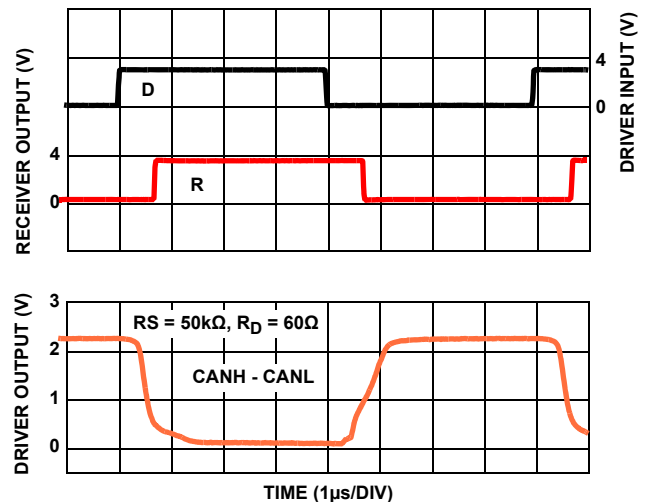 RECEIVER OUTPUT (V)
4
0
D
R
4
0
DRIVER INPUT (V)
DRIVER OUTPUT (V)
3
2
1
0
RS = 50kΩ, RD = 60Ω
CANH - CANL
TIME (1µs/DIV)